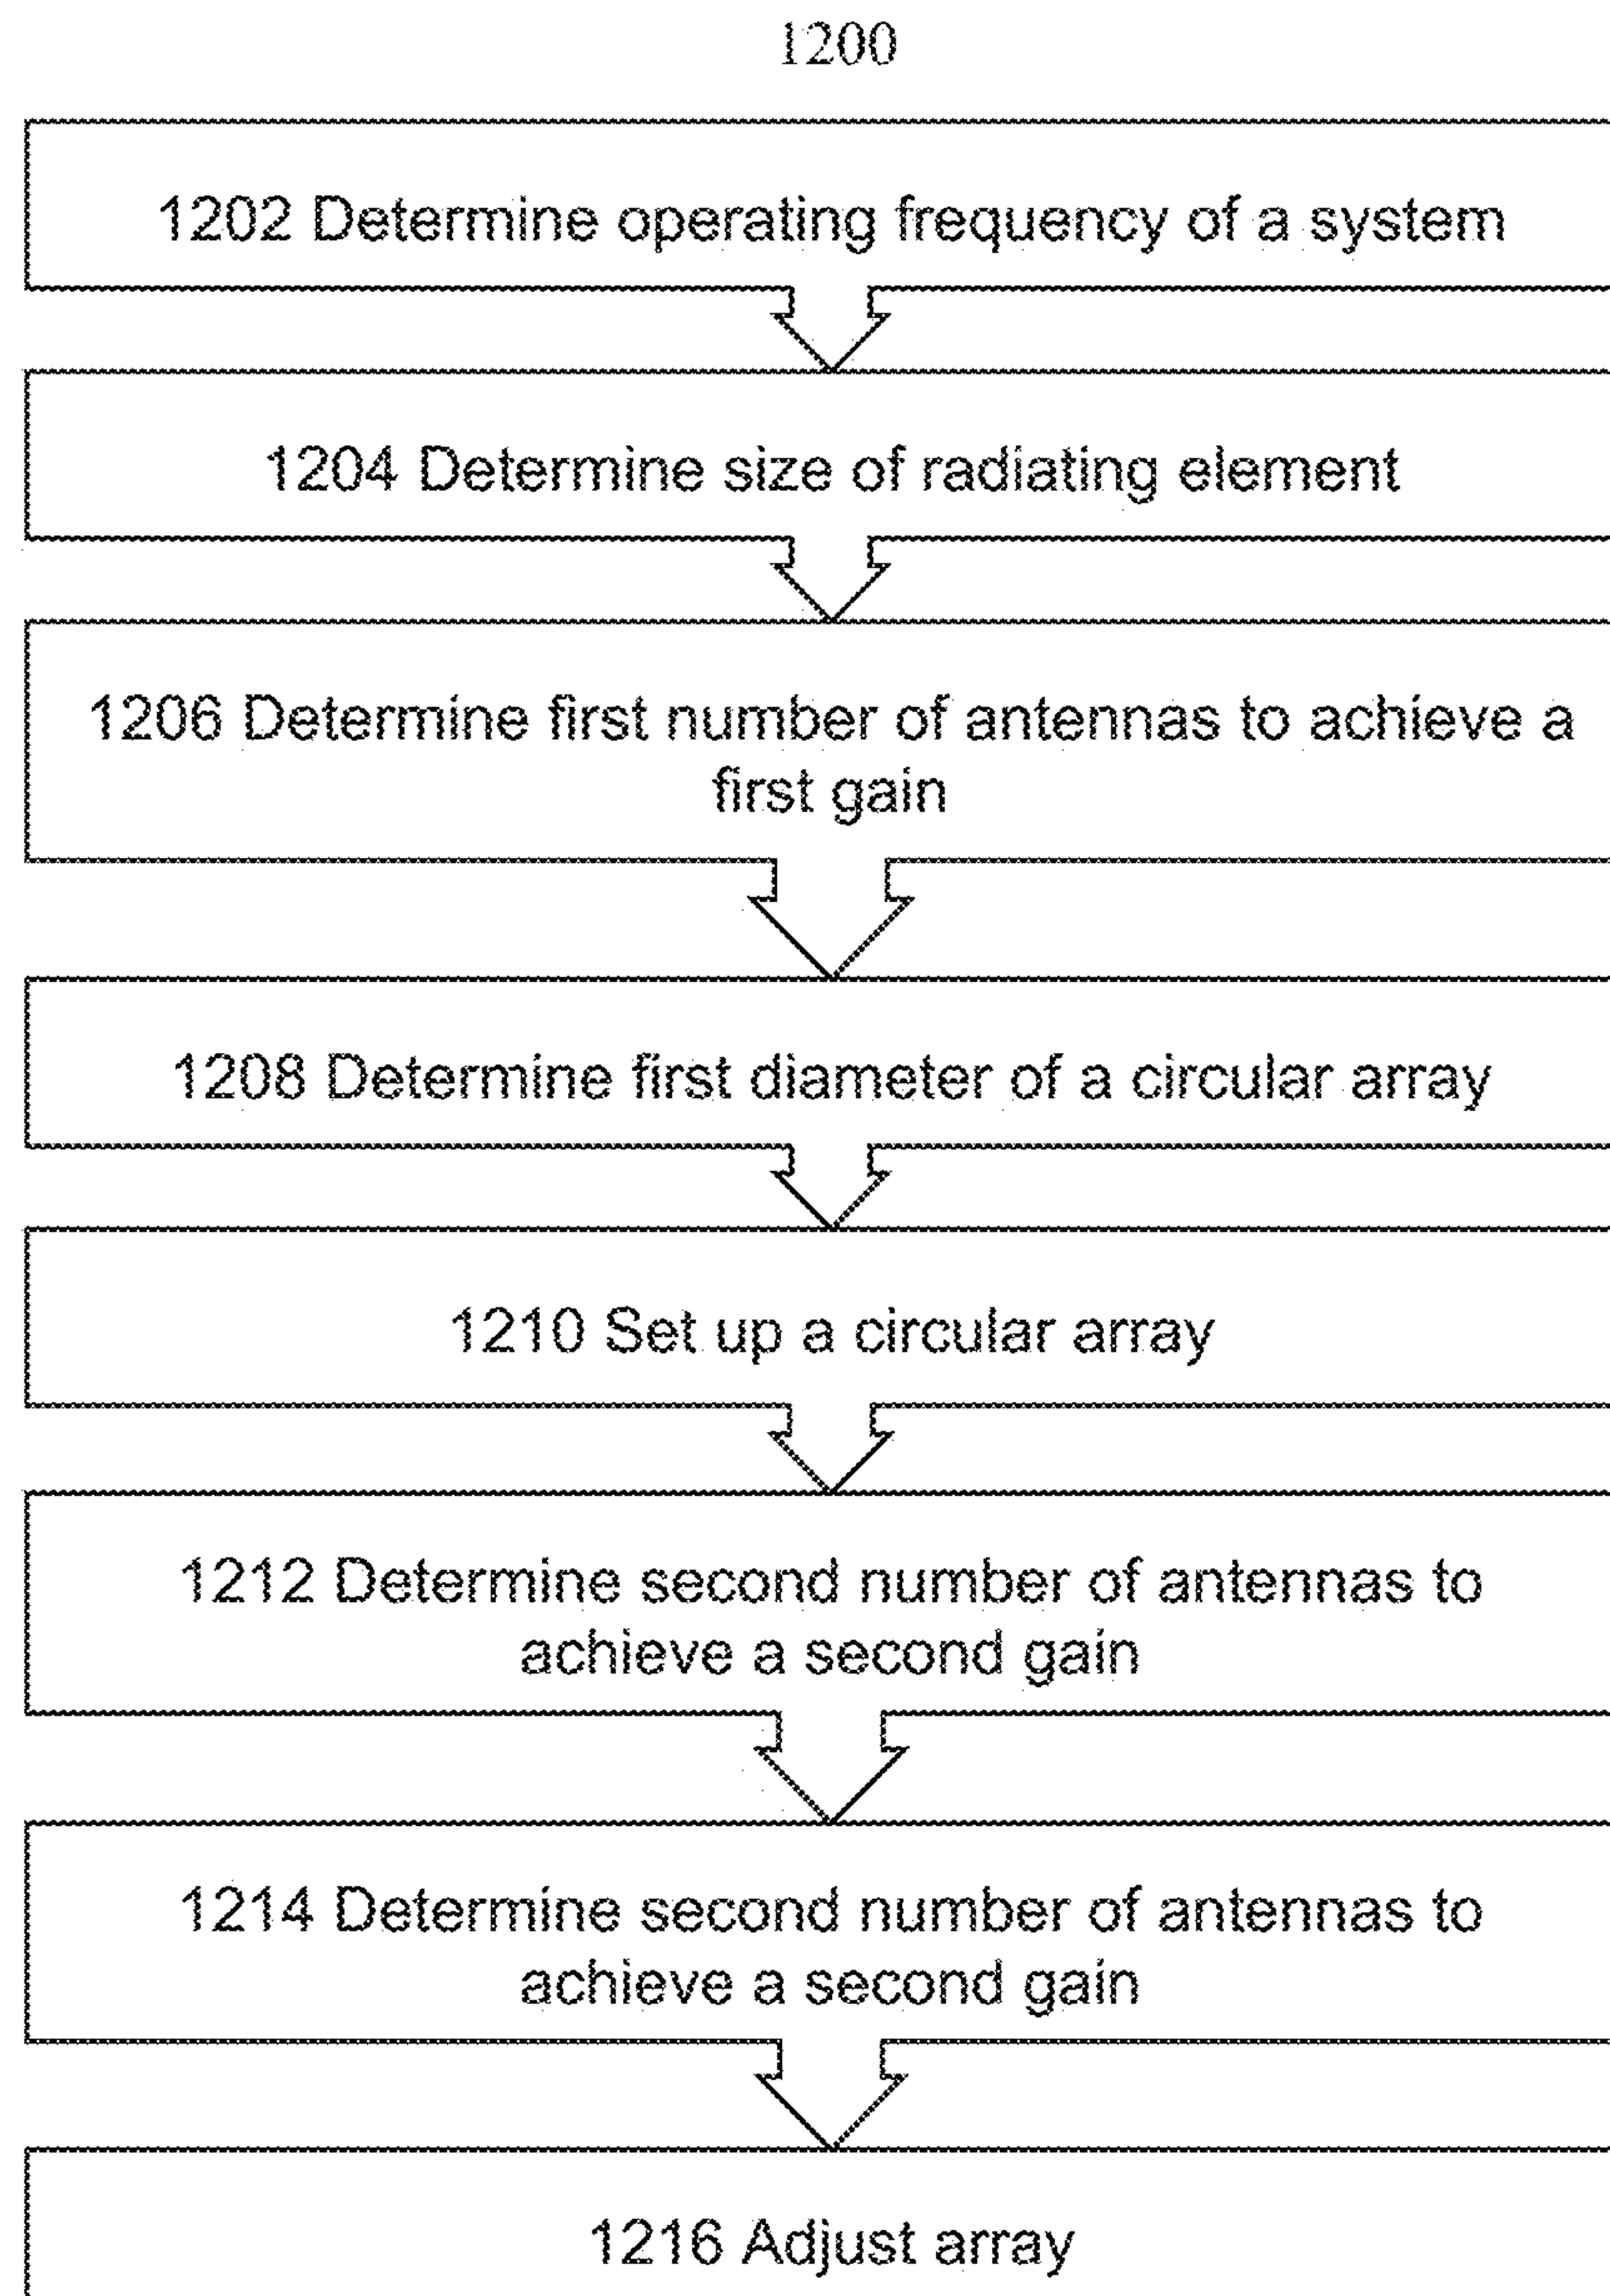 1200
1202 Determine operating frequency of a system
1204 Determine size of radiating element
1206 Determine first number of antennas to achieve a
first gain
1208 Determine first diameter of a circular array
1210 Set up a circular array
1212 Determine second number of antennas to
achieve a second gain
1214 Determine second number of antennas to
achieve a second gain
1216 Adjust array